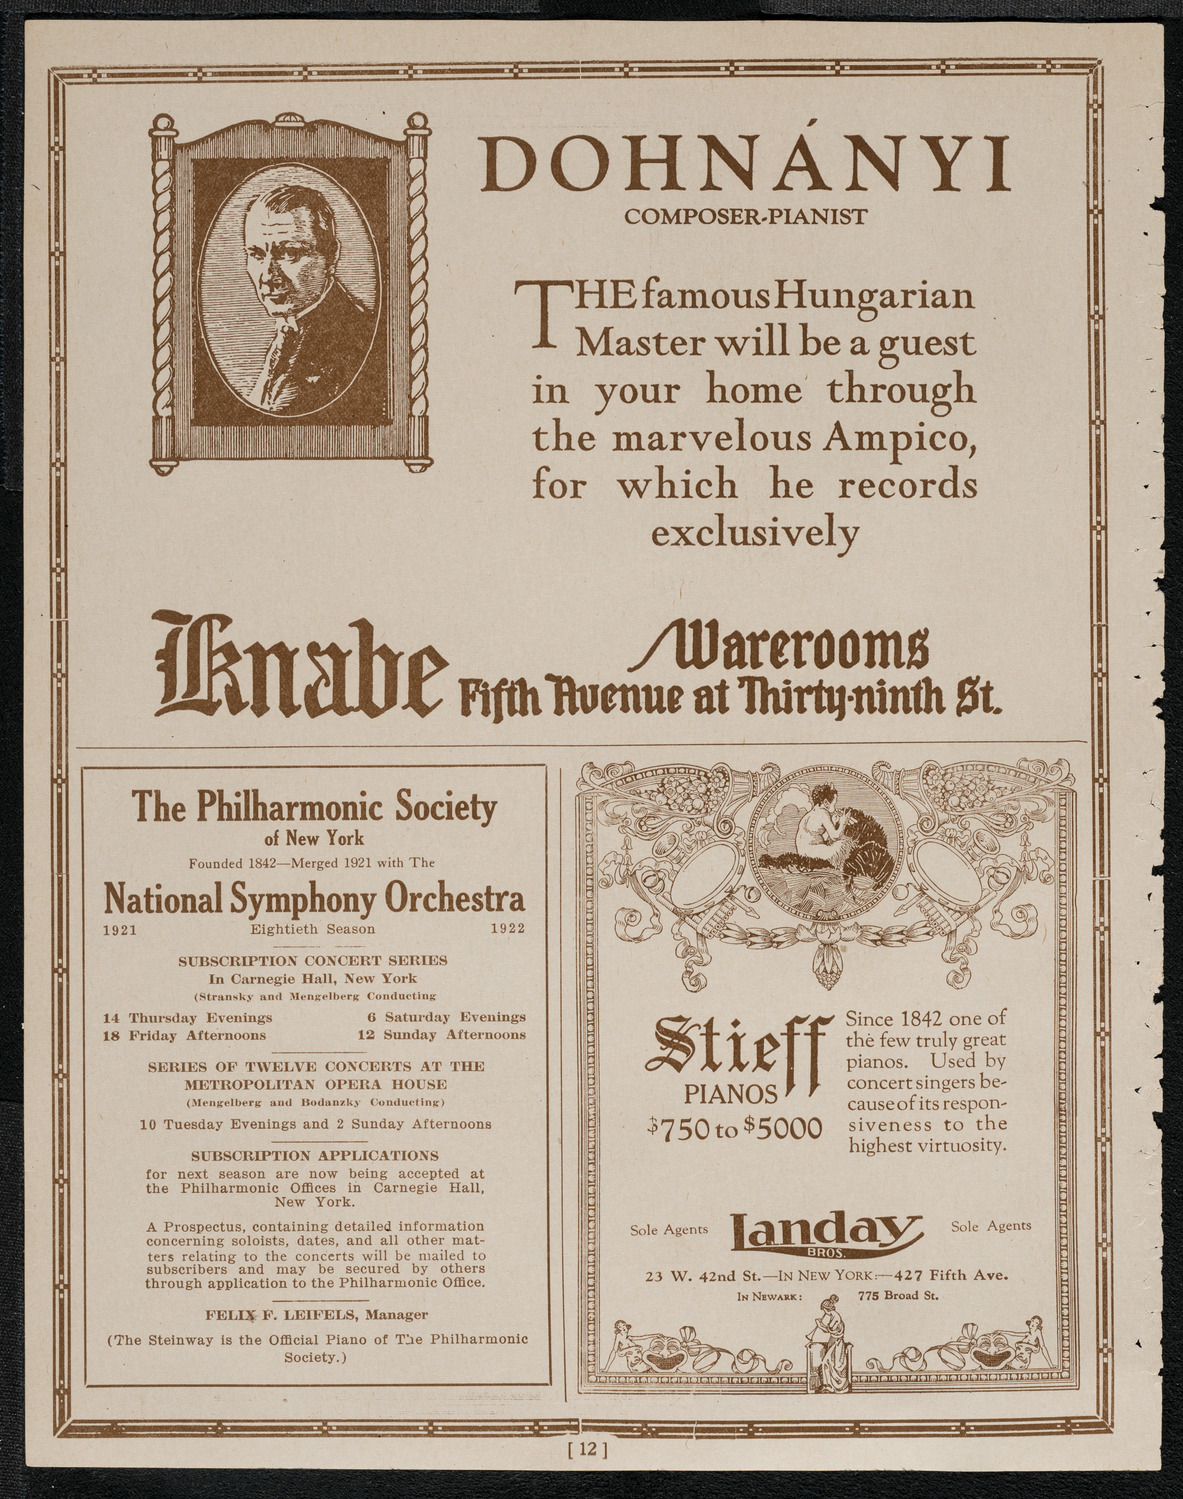 DOHNÁNYI
COMPOSER-PIANIST
THE famous Hungarian
Master will be a guest
in your home through
the marvelous Ampico,
for which he records
exclusively
Knabe
Warerooms
Fifth Avenue at Thirty-ninth St.
The Philharmonic Society
of New York
Founded 1842—Merged 1921 with The
National Symphony Orchestra
1921 Eightieth Season 1922
SUBSCRIPTION CONCERT SERIES
In Carnegie Hall, New York
(Stransky and Mengelberg Conducting
14 Thursday Evenings 6 Saturday Evenings
18 Friday Afternoons 12 Sunday Afternoons
SERIES OF TWELVE CONCERTS AT THE
METROPOLITAN OPERA HOUSE
(Mengelberg and Bodanzky Conducting)
10 Tuesday Evenings and 2 Sunday Afternoons
SUBSCRIPTION APPLICATIONS
for next season are now being accepted at
the Philharmonic Offices in Carnegie Hall,
New York.
A Prospectus, containing detailed information
concerning soloists, dates, and all other mat-
ters relating to the concerts will be mailed to
subscribers and may be secured by others
through application to the Philharmonic Office.
FELIX F. LEIFELS, Manager
(The Steinway is the Official Piano of The Philharmonic
Society.)
Stieff
PIANOS
$750 to $5000
Since 1842 one of
the few truly great
pianos. Used by
concert singers be-
cause of its respon-
siveness to the
highest virtuosity.
Sole Agents Landay Sole Agents
BROS.
23 W. 42nd St.—IN NEW YORK:—427 Fifth Ave.
IN NEWARK: 775 Broad St.
[ 12 ]